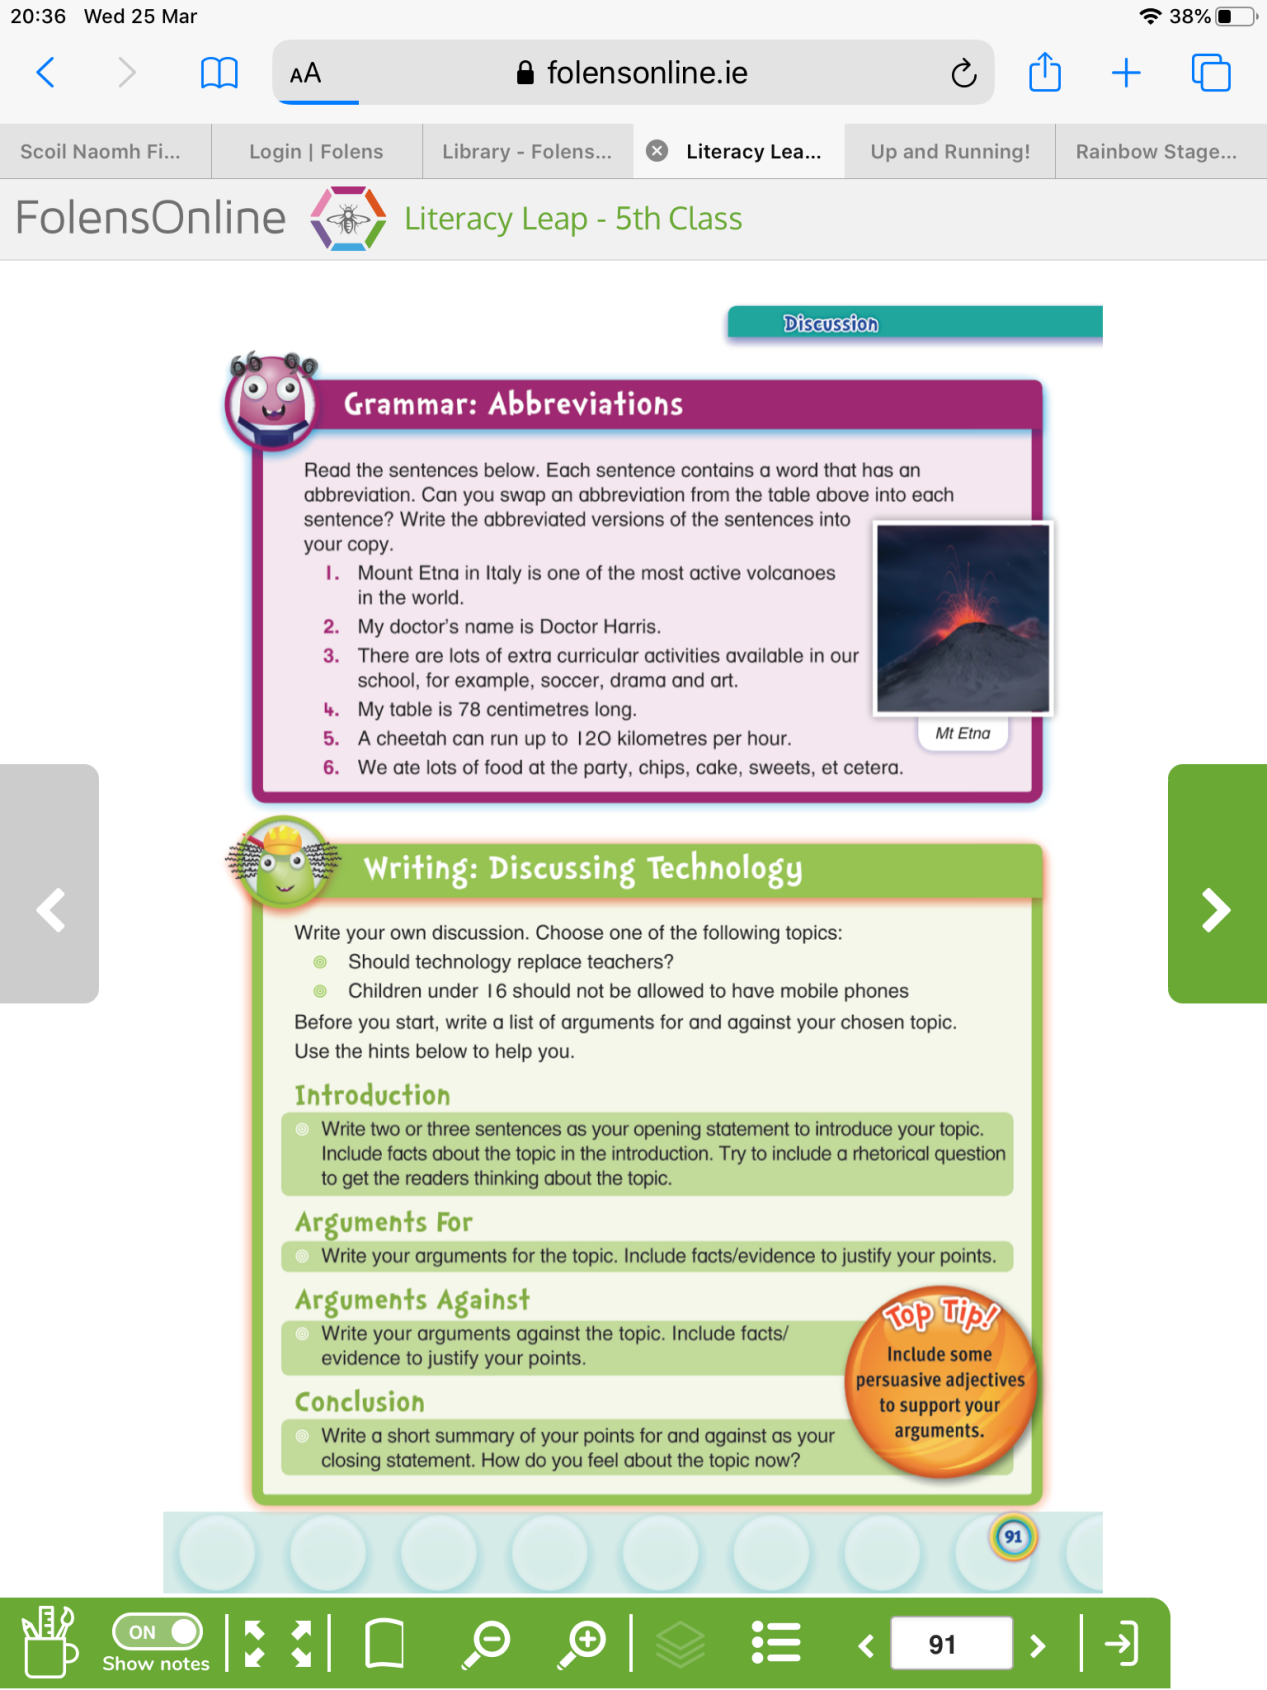 20:36 Wed 25 Mar 38%
AA folensonline.ie
Scoil Naomh Fi... Login | Folens Library - Folens... Literacy Lea... Up and Running! Rainbow Stage...
FolensOnline Literacy Leap - 5th Class
Discussion
Grammar: Abbreviations
Read the sentences below. Each sentence contains a word that has an
abbreviation. Can you swap an abbreviation from the table above into each
sentence? Write the abbreviated versions of the sentences into
your copy.
1. Mount Etna in Italy is one of the most active volcanoes
in the world.
2. My doctor's name is Doctor Harris.
3. There are lots of extra curricular activities available in our
school, for example, soccer, drama and art.
4. My table is 78 centimetres long.
5. A cheetah can run up to 120 kilometres per hour.
6. We ate lots of food at the party, chips, cake, sweets, et cetera.
Mt Etna
Writing: Discussing Technology
Write your own discussion. Choose one of the following topics:
Should technology replace teachers?
Children under 16 should not be allowed to have mobile phones
Before you start, write a list of arguments for and against your chosen topic.
Use the hints below to help you.
Introduction
Write two or three sentences as your opening statement to introduce your topic.
Include facts about the topic in the introduction. Try to include a rhetorical question
to get the readers thinking about the topic.
Arguments For
Write your arguments for the topic. Include facts/evidence to justify your points.
Arguments Against
Write your arguments against the topic. Include facts/
evidence to justify your points.
Conclusion
Write a short summary of your points for and against as your
closing statement. How do you feel about the topic now?
Top Tip!
Include some
persuasive adjectives
to support your
arguments.
91
ON
Show notes
91